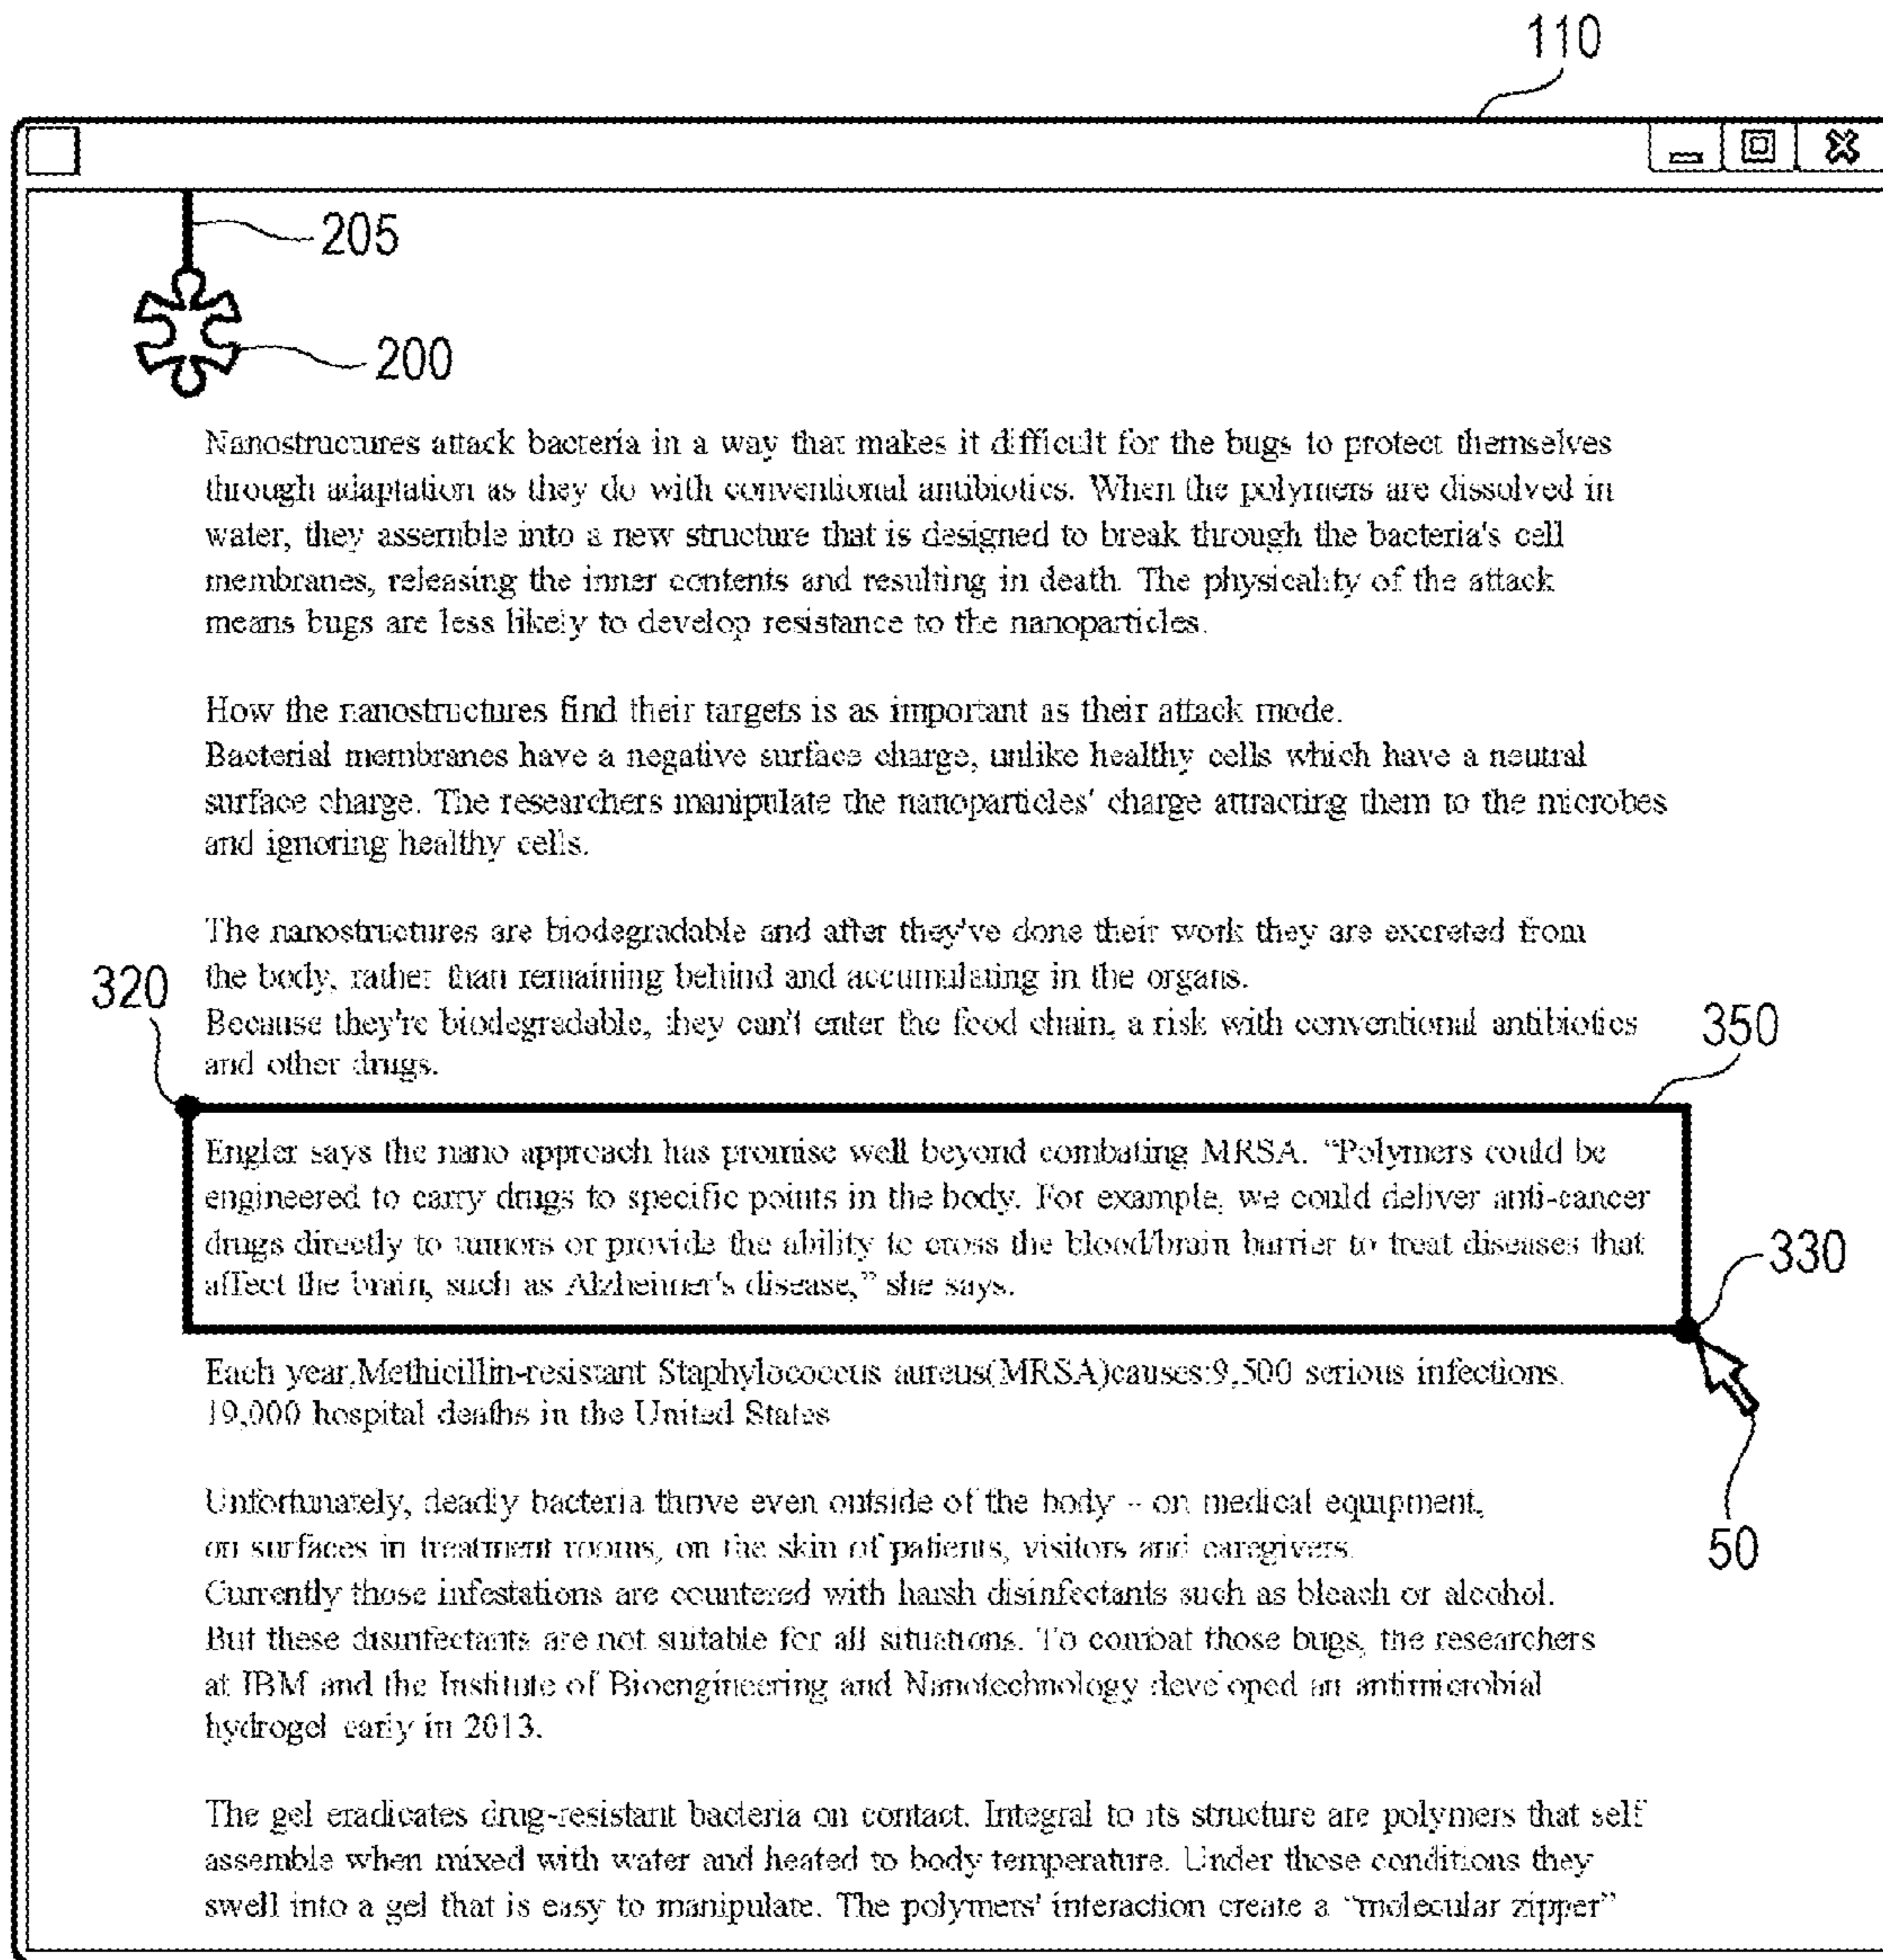 110
205
200
Nanostructures attack bacteria in a way that makes it difficult for the bugs to protect themselves
through adaptation as they do with conventional antibiotics. When the polymers are dissolved in
water, they assemble into a new structure that is designed to break through the bacteria's cell
membranes, releasing the inner contents and resulting in death. The physicality of the attack
means bugs are less likely to develop resistance to the nanoparticles.
How the nanostructures find their targets is as important as their attack mode.
Bacterial membranes have a negative surface charge, unlike healthy cells which have a neutral
surface charge. The researchers manipulate the nanoparticles' charge attracting them to the microbes
and ignoring healthy cells.
The nanostructures are biodegradable and after they've done their work they are excreted from
320
the body, rather than remaining behind and accumulating in the organs.
Because they're biodegradable, they can't enter the food chain, a risk with conventional antibiotics
350
and other drugs.
Engler says the nano approach has promise well beyond combating MRSA. “Polymers could be
engineered to carry drugs to specific points in the body. For example, we could deliver anti-cancer
drugs directly to tumors or provide the ability to cross the blood/brain barrier to treat diseases that
330
affect the brain, such as Alzheimer's disease,” she says.
Each year,Methicillin-resistant Staphylococcus aureus(MRSA)causes:9,500 serious infections.
19,000 hospital deaths in the United States
Unfortunately, deadly bacteria thrive even outside of the body - on medical equipment,
on surfaces in treatment rooms, on the skin of patients, visitors and caregivers.
50
Currently those infestations are countered with harsh disinfectants such as bleach or alcohol.
But these disinfectants are not suitable for all situations. To combat those bugs, the researchers
at IBM and the Institute of Bioengineering and Nanotechnology developed an antimicrobial
hydrogel early in 2013.
The gel eradicates drug-resistant bacteria on contact. Integral to its structure are polymers that self
assemble when mixed with water and heated to body temperature. Under those conditions they
swell into a gel that is easy to manipulate. The polymers' interaction create a “molecular zipper”